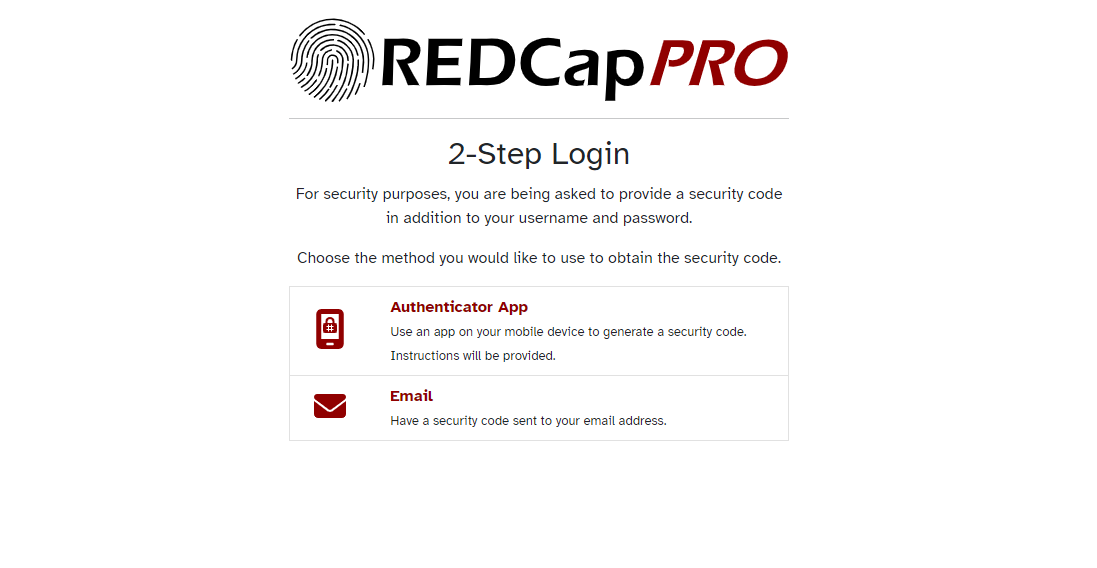 REDCap PRO
2-Step Login
For security purposes, you are being asked to provide a security code
in addition to your username and password.
Choose the method you would like to use to obtain the security code.
Authenticator App
Use an app on your mobile device to generate a security code.
Instructions will be provided.
Email
Have a security code sent to your email address.